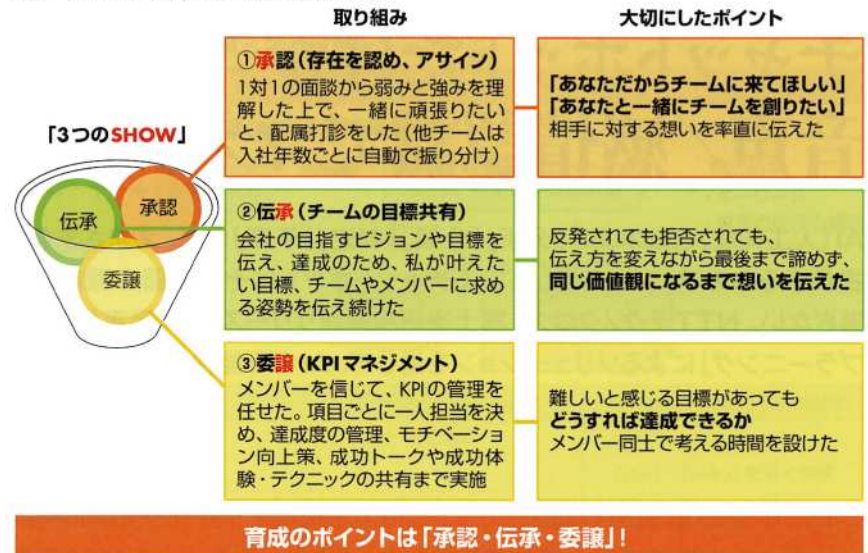 取り組み
大切にしたポイント
「3つのSHOW」
伝承
承認
委譲
①承認(存在を認め、アサイン)
1対1の面談から弱みと強みを理
解した上で、一緒に頑張りたい
と、配属打診をした(他チームは
入社年数ごとに自動で振り分け)
「あなただからチームに来てほしい」
「あなたと一緒にチームを創りたい」
相手に対する想いを率直に伝えた
②伝承(チームの目標共有)
会社の目指すビジョンや目標を
伝え、達成のため、私が叶えた
い目標、チームやメンバーに求め
る姿勢を伝え続けた
反発されても拒否されても、
伝え方を変えながら最後まで諦めず、
同じ価値観になるまで想いを伝えた
③委譲(KPIマネジメント)
メンバーを信じて、KPIの管理を
任せた。項目ごとに一人担当を決
め、達成度の管理、モチベーショ
ン向上策、成功トークや成功体
験・テクニックの共有まで実施
難しいと感じる目標があっても
どうすれば達成できるか
メンバー同士で考える時間を設けた
育成のポイントは「承認・伝承・委譲」!